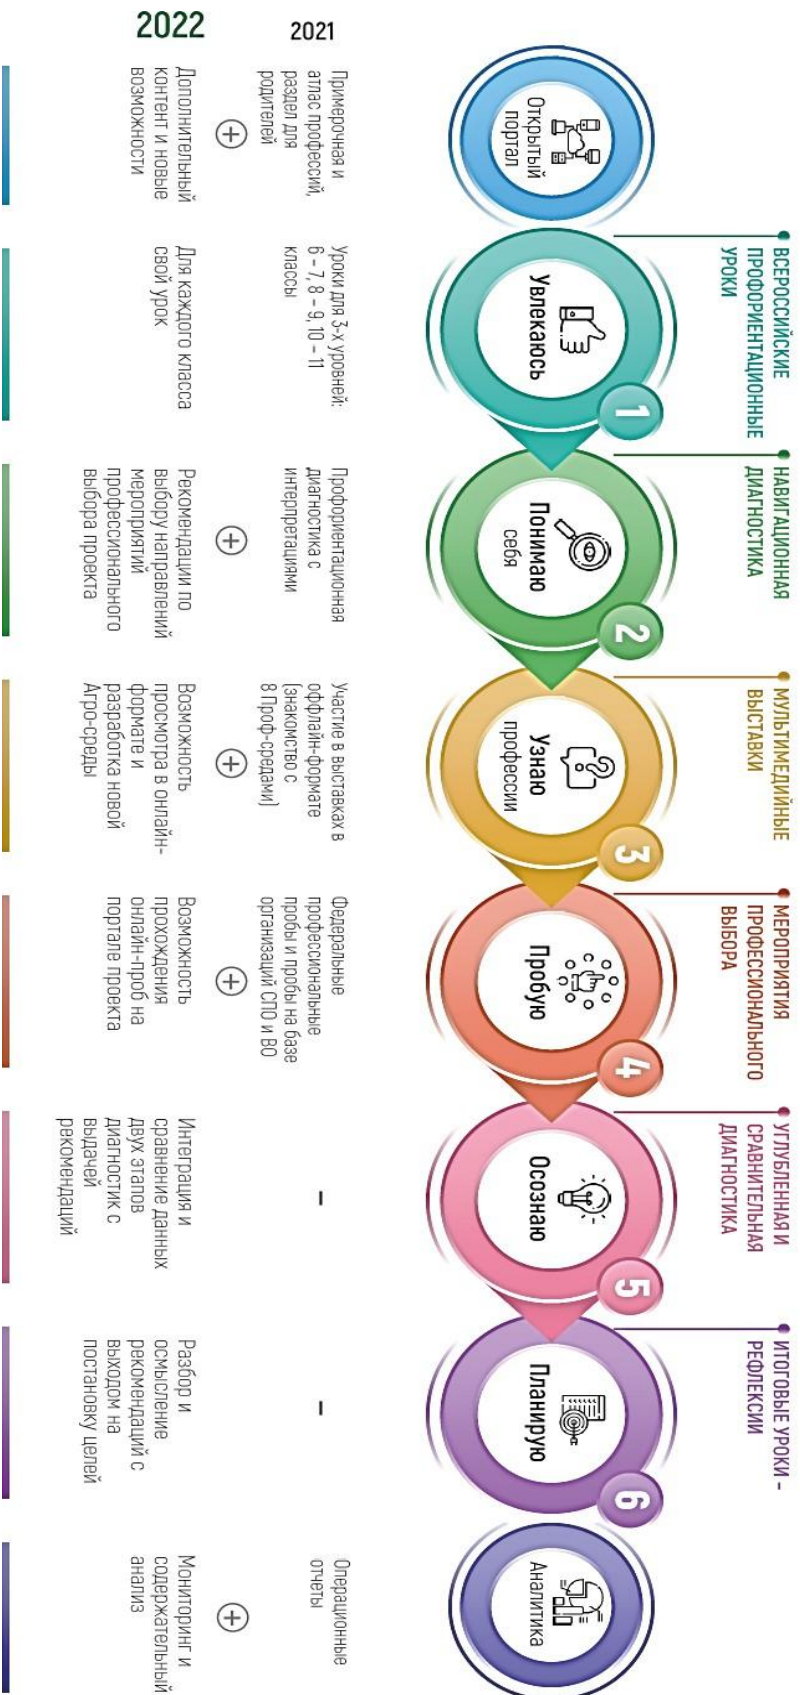 ВСЕРОССИЙСКИЕ
ПРОФОРИЕНТАЦИОННЫЕ
УРОКИ
НАВИГАЦИОННАЯ
ДИАГНОСТИКА
МУЛЬТИМЕДИЙНЫЕ
ВЫСТАВКИ
МЕРОПРИЯТИЯ
ПРОФЕССИОНАЛЬНОГО
ВЫБОРА
УГЛУБЛЕННАЯ И
СРАВНИТЕЛЬНАЯ
ДИАГНОСТИКА
ИТОГОВЫЕ УРОКИ –
РЕФЛЕКСИИ
Открытый
портал
Увлекаюсь
1
Понимаю
себя
2
Узнаю
профессии
3
Пробую
4
Осознаю
5
Планирую
6
Аналитика
2021
Примерочная и
атлас профессий,
раздел для
родителей
Уроки для 3-х уровней:
6 – 7, 8 – 9, 10 – 11
классы
Профориентационная
диагностика с
интерпретациями
Участие в выставках в
оффлайн-формате
(знакомство с
8 Проф-средами)
Федеральные
профессиональные
пробы и пробы на базе
организаций СПО и ВО
–
–
Операционные
отчеты
+
+
+
+
+
2022
Дополнительный
контент и новые
возможности
Для каждого класса
свой урок
Рекомендации по
выбору направлений
мероприятий
профессионального
выбора проекта
Возможность
просмотра в онлайн-
формате и
разработка новой
Агро-среды
Возможность
прохождения
онлайн-проб на
портале проекта
Интеграция и
сравнение данных
двух этапов
диагностик с
выдачей
рекомендаций
Разбор и
осмысление
рекомендаций с
выходом на
постановку целей
Мониторинг и
содержательный
анализ